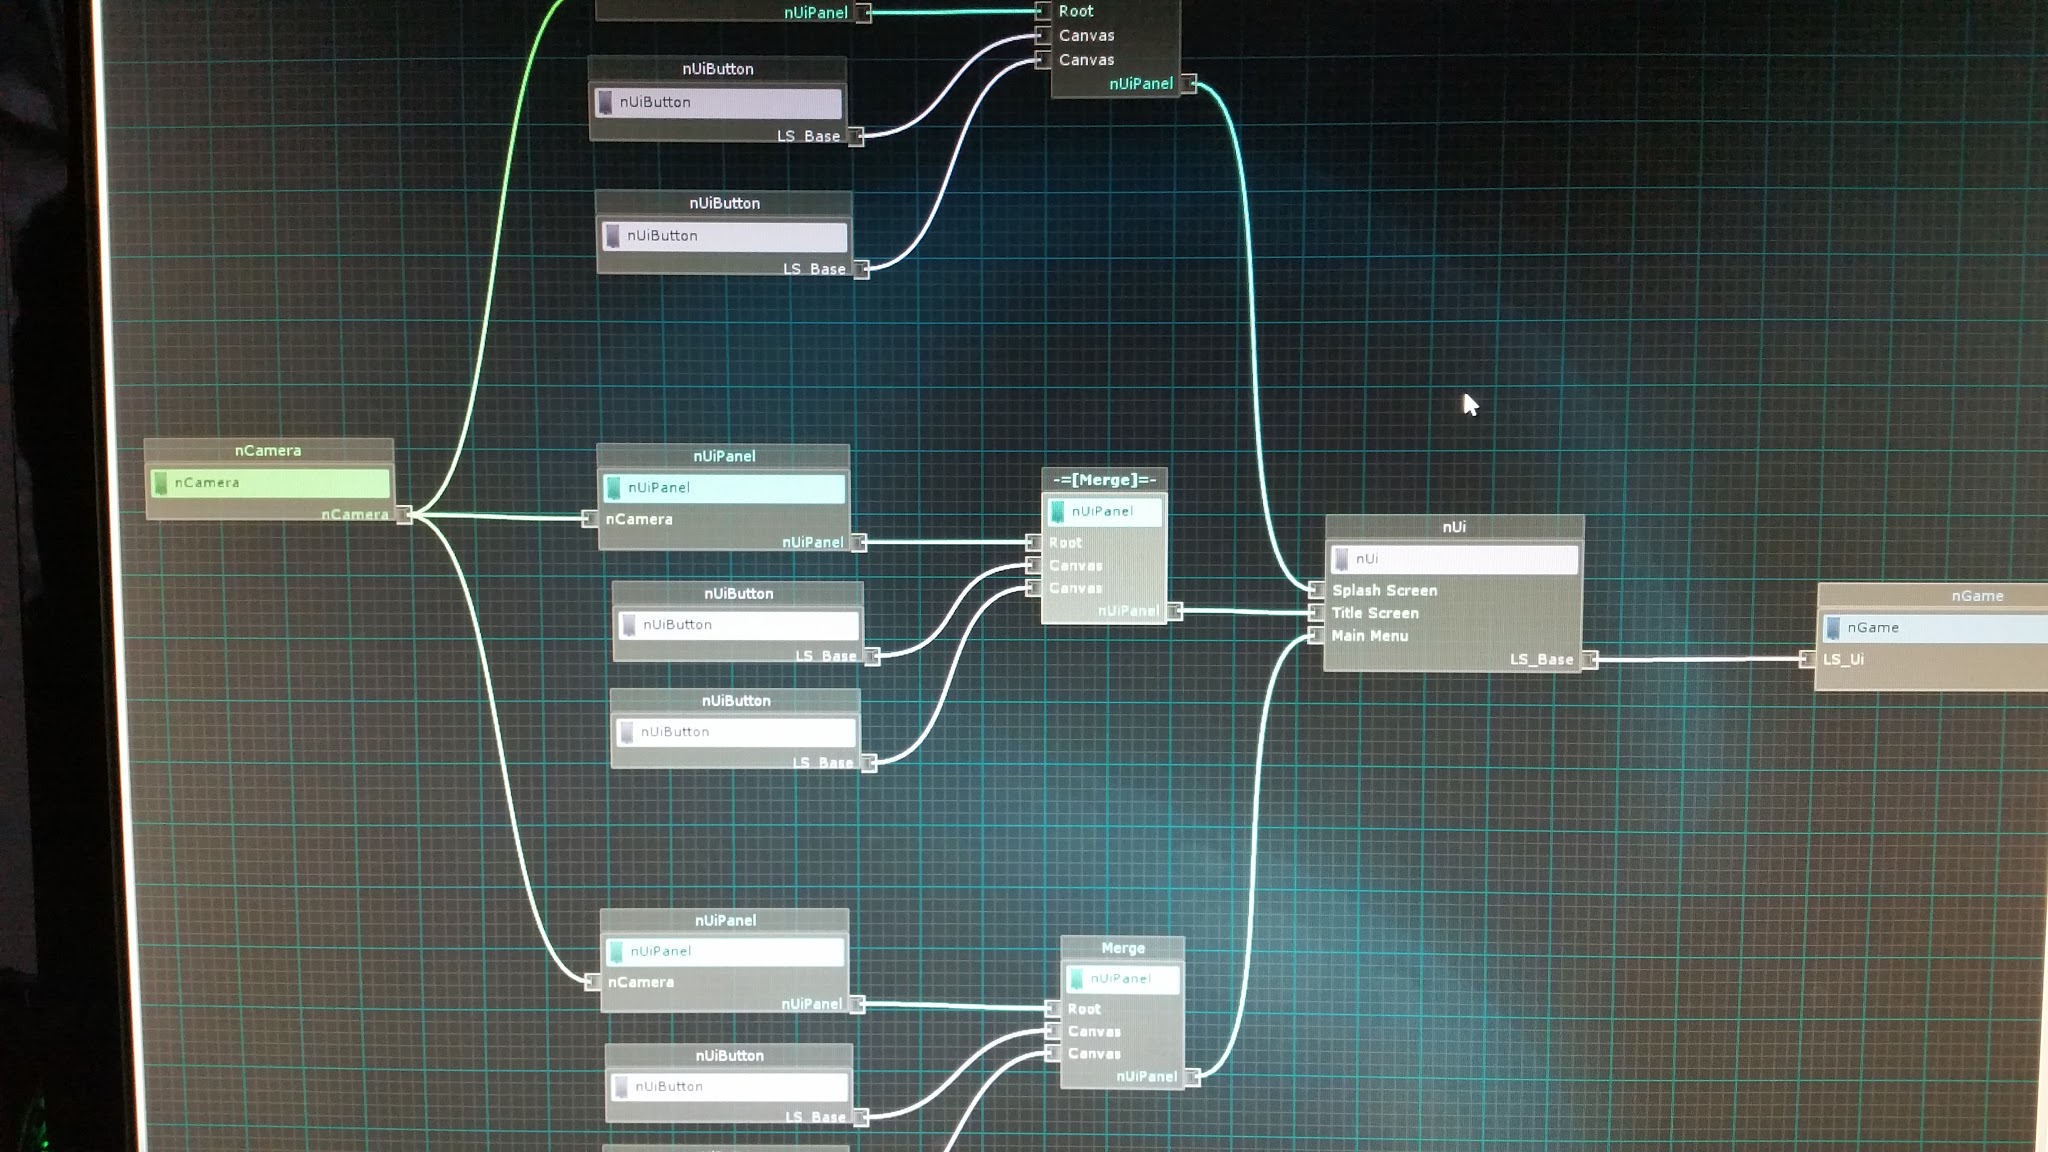 nUiPanel
Root
Canvas
Canvas
nUiPanel
nUiButton
nUiButton
LS_Base
nUiButton
nUiButton
LS_Base
nCamera
nCamera
nCamera
nUiPanel
nUiPanel
nCamera
nUiPanel
nUiButton
nUiButton
LS_Base
nUiButton
nUiButton
LS_Base
-=[Merge]=-
nUiPanel
Root
Canvas
Canvas
nUiPanel
nUi
nUi
Splash Screen
Title Screen
Main Menu
LS_Base
nGame
nGame
LS_Ui
nUiPanel
nUiPanel
nCamera
nUiPanel
nUiButton
nUiButton
LS_Base
Merge
nUiPanel
Root
Canvas
Canvas
nUiPanel